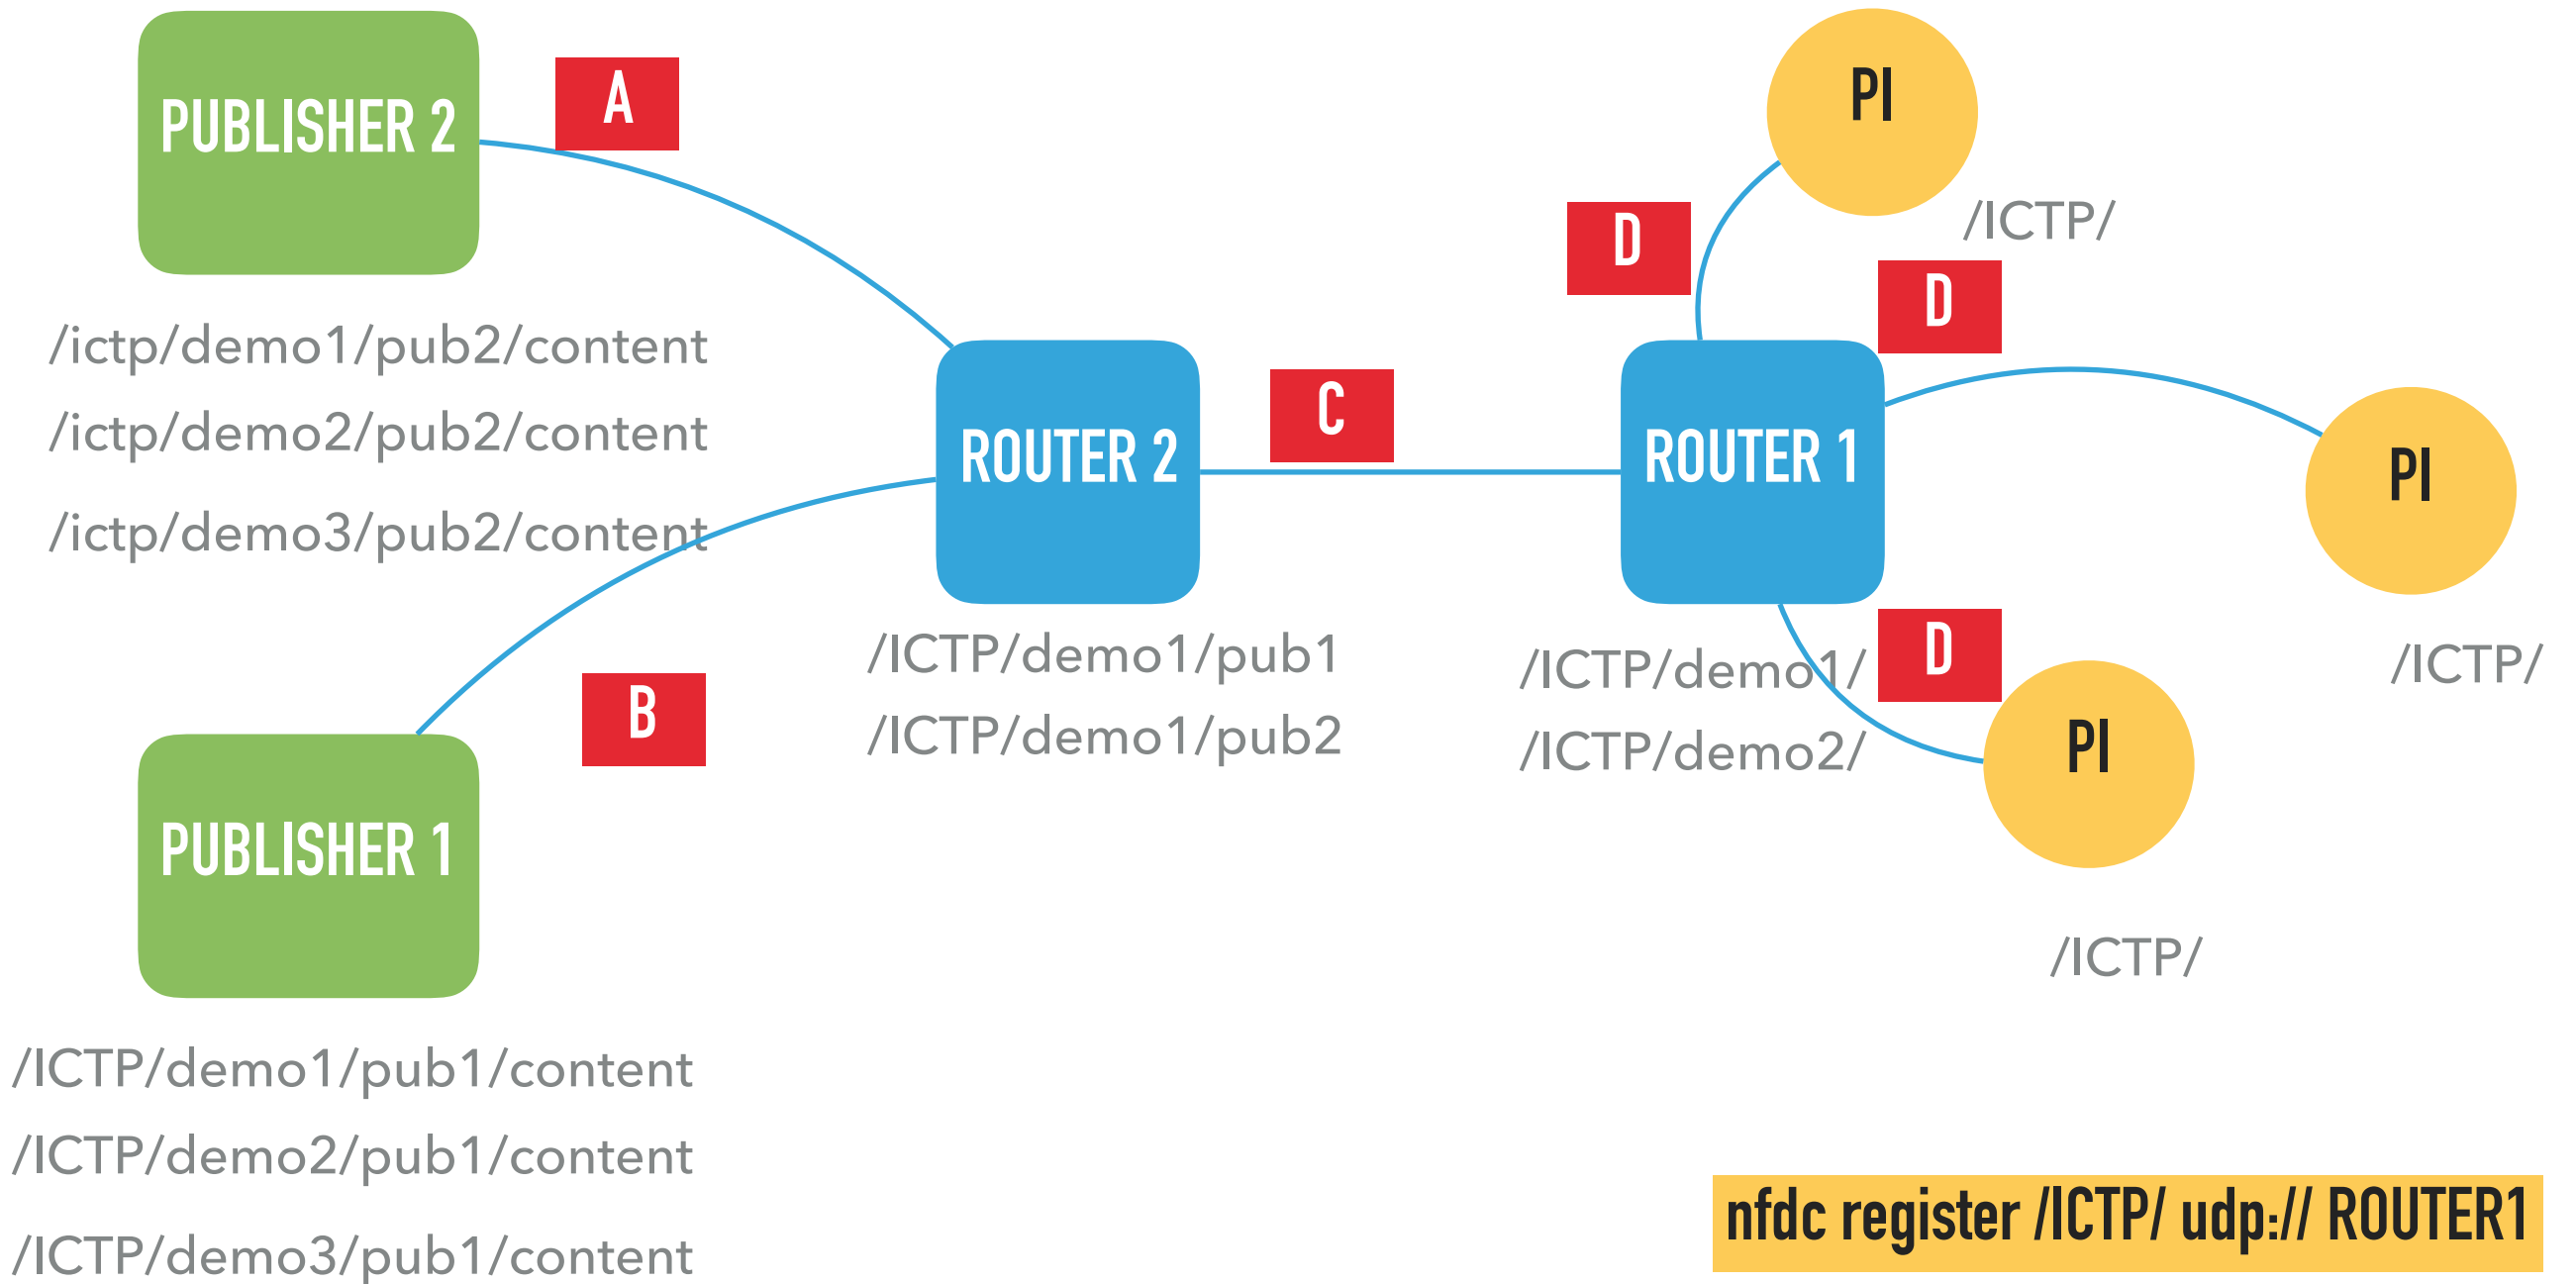 PUBLISHER 2
A
/ictp/demo1/pub2/content
/ictp/demo2/pub2/content
/ictp/demo3/pub2/content
B
PUBLISHER 1
/ICTP/demo1/pub1/content
/ICTP/demo2/pub1/content
/ICTP/demo3/pub1/content
ROUTER 2
/ICTP/demo1/pub1
/ICTP/demo1/pub2
C
ROUTER 1
/ICTP/demo1/
/ICTP/demo2/
D
PI
/ICTP/
D
PI
/ICTP/
D
PI
/ICTP/
nfdc register /ICTP/ udp:// ROUTER1